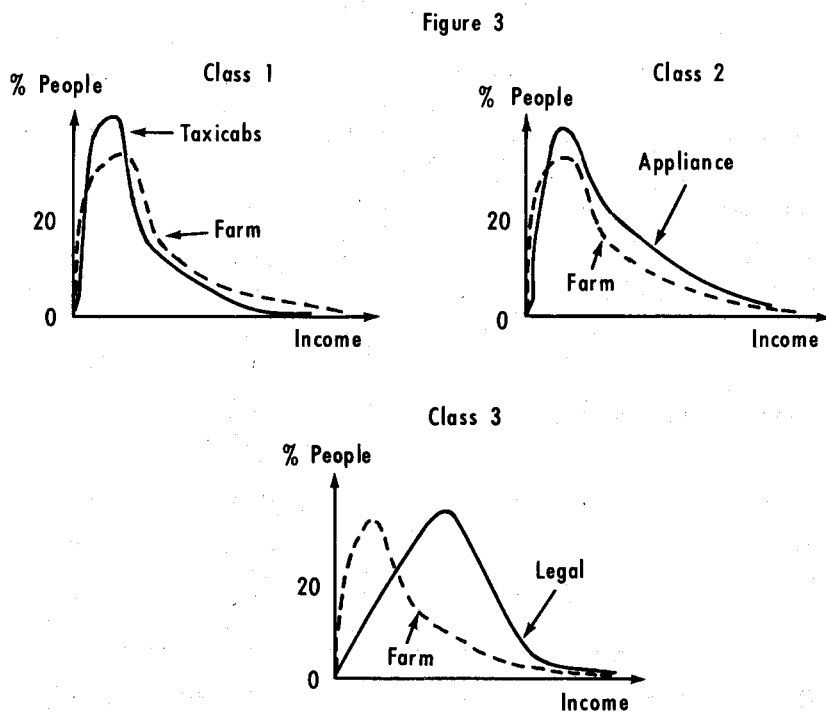 Figure 3
Class 1
% People
Taxicabs
20
Farm
0
Income
Class 2
% People
Appliance
20
Farm
0
Income
Class 3
% People
Legal
20
Farm
0
Income